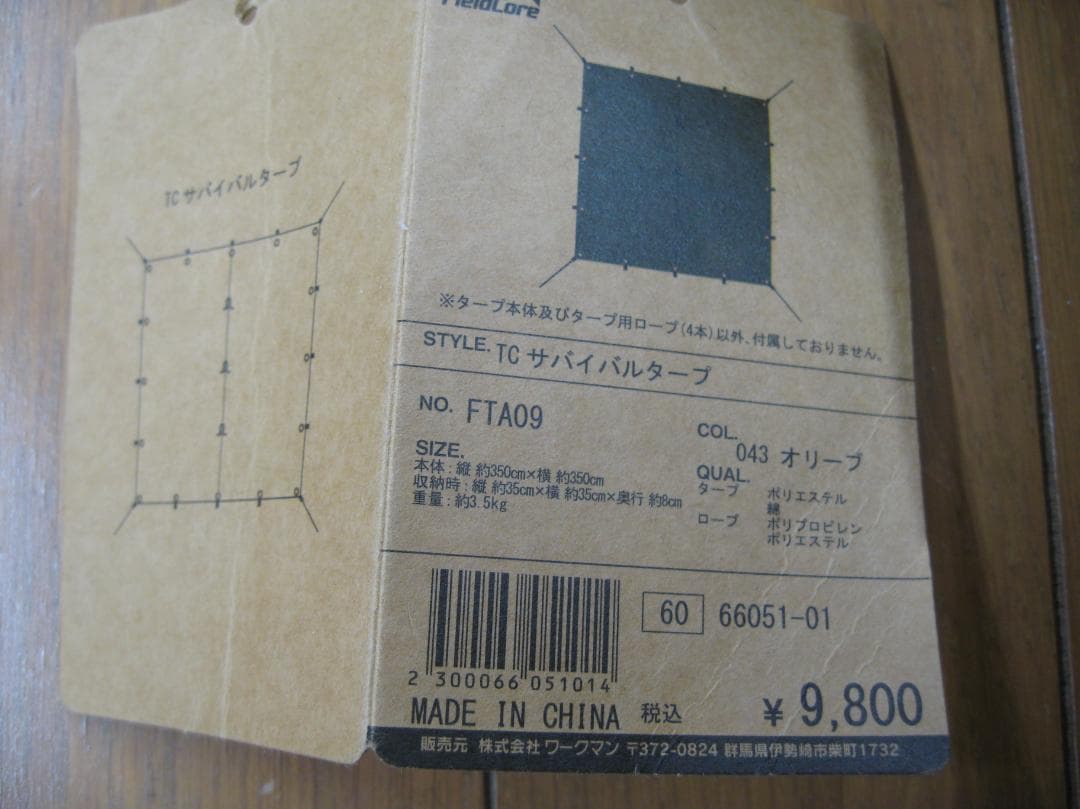 TCサバイバルタープ
FieldCore
※タープ本体及びタープ用ロープ(4本)以外、付属しておりません。
STYLE. TCサバイバルタープ
NO. FTA09
COL. 043 オリーブ
SIZE.
本体:縦 約350cm×横 約350cm
収納時:縦 約35cm×横 約35cm×奥行 約8cm
重量:約3.5kg
QUAL.
タープ ポリエステル
綿
ロープ ポリプロピレン
ポリエステル
60 66051-01
2 300066 051014
MADE IN CHINA 税込 ¥9,800
販売元 株式会社 ワークマン 〒372-0824 群馬県伊勢崎市柴町1732